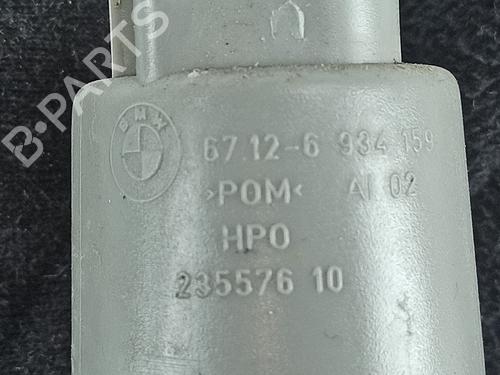 B-PARTS
BMW
67.12-6 934 159
>POM< AI 02
HPO
235576 10